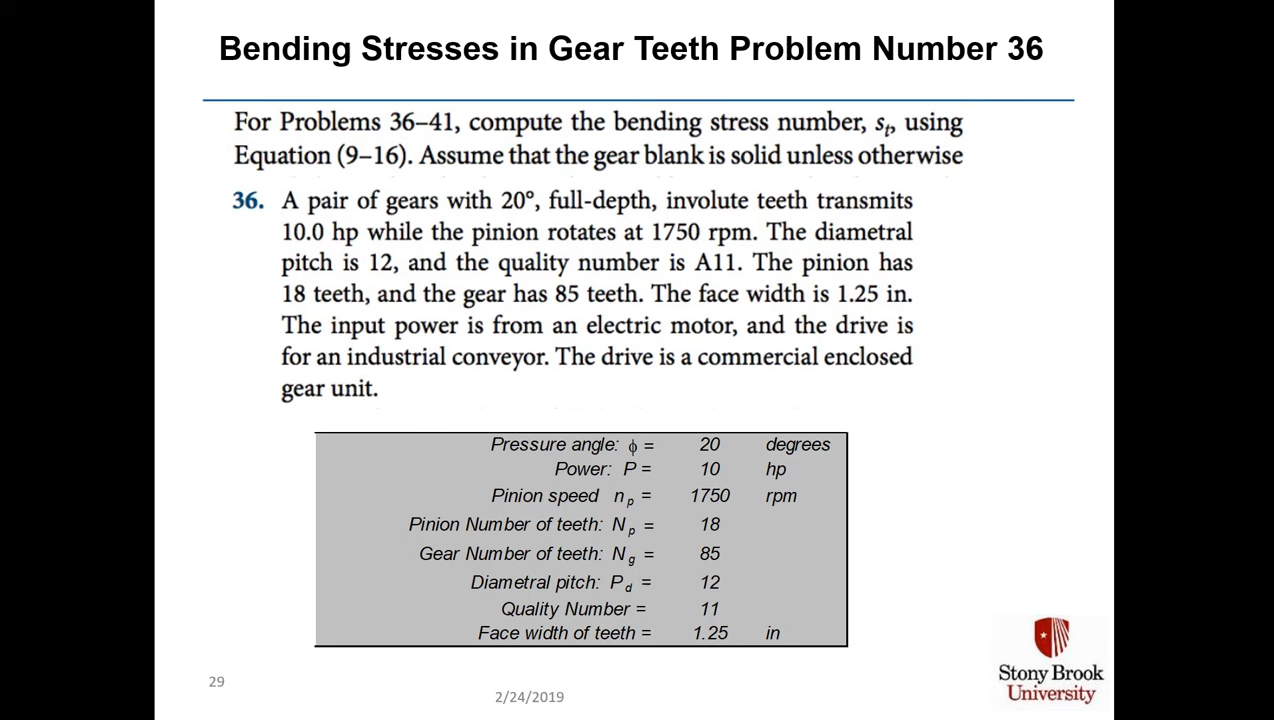 Bending Stresses in Gear Teeth Problem Number 36
For Problems 36–41, compute the bending stress number, st, using
Equation (9–16). Assume that the gear blank is solid unless otherwise
36. A pair of gears with 20°, full-depth, involute teeth transmits
10.0 hp while the pinion rotates at 1750 rpm. The diametral
pitch is 12, and the quality number is A11. The pinion has
18 teeth, and the gear has 85 teeth. The face width is 1.25 in.
The input power is from an electric motor, and the drive is
for an industrial conveyor. The drive is a commercial enclosed
gear unit.
Pressure angle: ϕ = 20 degrees
Power: P = 10 hp
Pinion speed np = 1750 rpm
Pinion Number of teeth: Np = 18
Gear Number of teeth: Ng = 85
Diametral pitch: Pd = 12
Quality Number = 11
Face width of teeth = 1.25 in
29
2/24/2019
Stony Brook
University